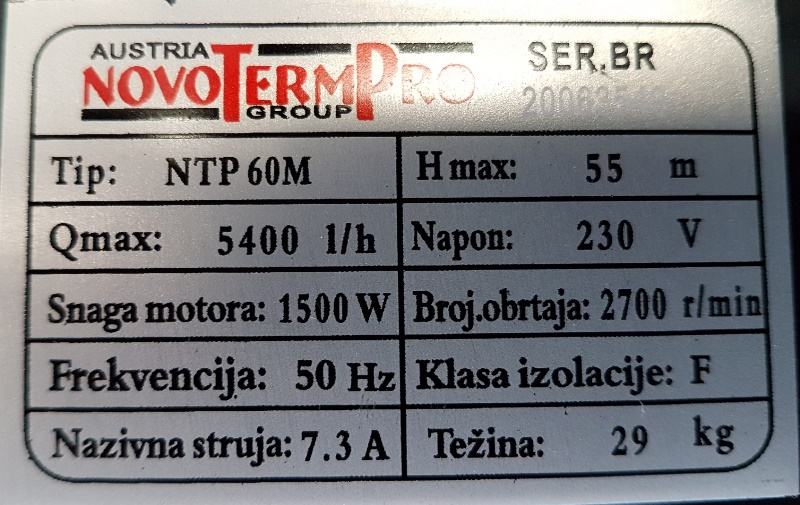 AUSTRIA
NOVOTERMPRO
GROUP
SER.BR
Tip: NTP 60M
H max: 55 m
Qmax: 5400 l/h
Napon: 230 V
Snaga motora: 1500 W
Broj.obrtaja: 2700 r/min
Frekvencija: 50 Hz
Klasa izolacije: F
Nazivna struja: 7.3 A
Težina: 29 kg